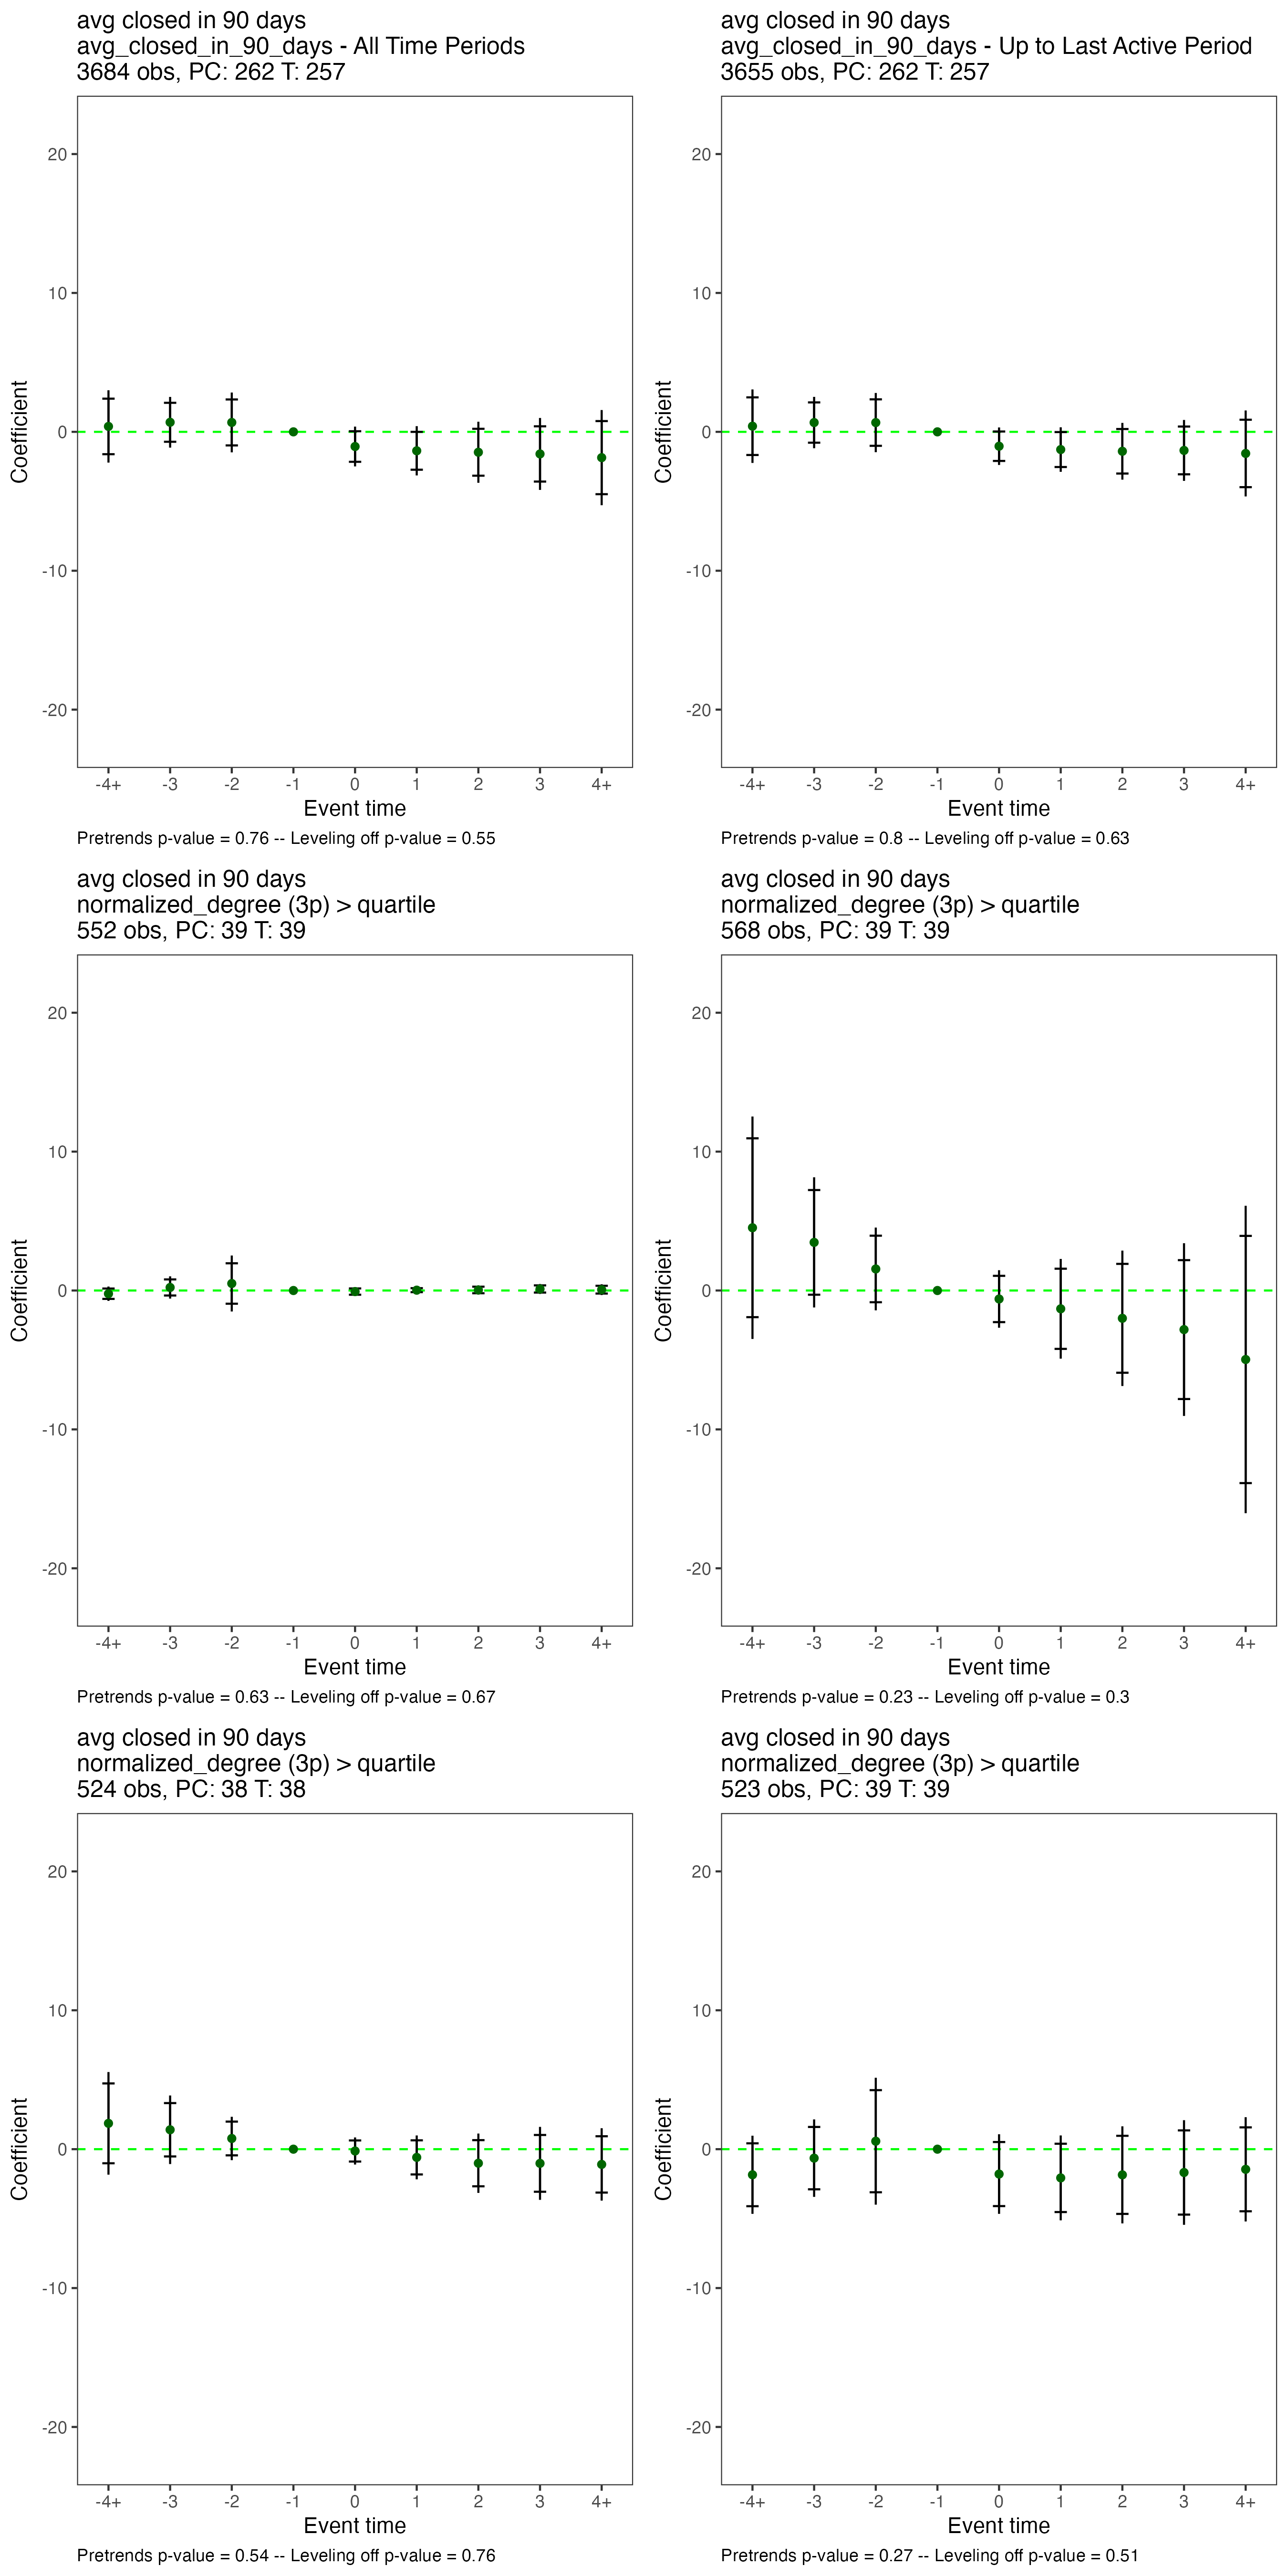 avg closed in 90 days
avg_closed_in_90_days - All Time Periods
3684 obs, PC: 262 T: 257
20
10
0
-10
-20
Coefficient
-4+ -3 -2 -1 0 1 2 3 4+
Event time
Pretrends p-value = 0.76 -- Leveling off p-value = 0.55
avg closed in 90 days
avg_closed_in_90_days - Up to Last Active Period
3655 obs, PC: 262 T: 257
20
10
0
-10
-20
Coefficient
-4+ -3 -2 -1 0 1 2 3 4+
Event time
Pretrends p-value = 0.8 -- Leveling off p-value = 0.63
avg closed in 90 days
normalized_degree (3p) > quartile
552 obs, PC: 39 T: 39
20
10
0
-10
-20
Coefficient
-4+ -3 -2 -1 0 1 2 3 4+
Event time
Pretrends p-value = 0.63 -- Leveling off p-value = 0.67
avg closed in 90 days
normalized_degree (3p) > quartile
568 obs, PC: 39 T: 39
20
10
0
-10
-20
Coefficient
-4+ -3 -2 -1 0 1 2 3 4+
Event time
Pretrends p-value = 0.23 -- Leveling off p-value = 0.3
avg closed in 90 days
normalized_degree (3p) > quartile
524 obs, PC: 38 T: 38
20
10
0
-10
-20
Coefficient
-4+ -3 -2 -1 0 1 2 3 4+
Event time
Pretrends p-value = 0.54 -- Leveling off p-value = 0.76
avg closed in 90 days
normalized_degree (3p) > quartile
523 obs, PC: 39 T: 39
20
10
0
-10
-20
Coefficient
-4+ -3 -2 -1 0 1 2 3 4+
Event time
Pretrends p-value = 0.27 -- Leveling off p-value = 0.51